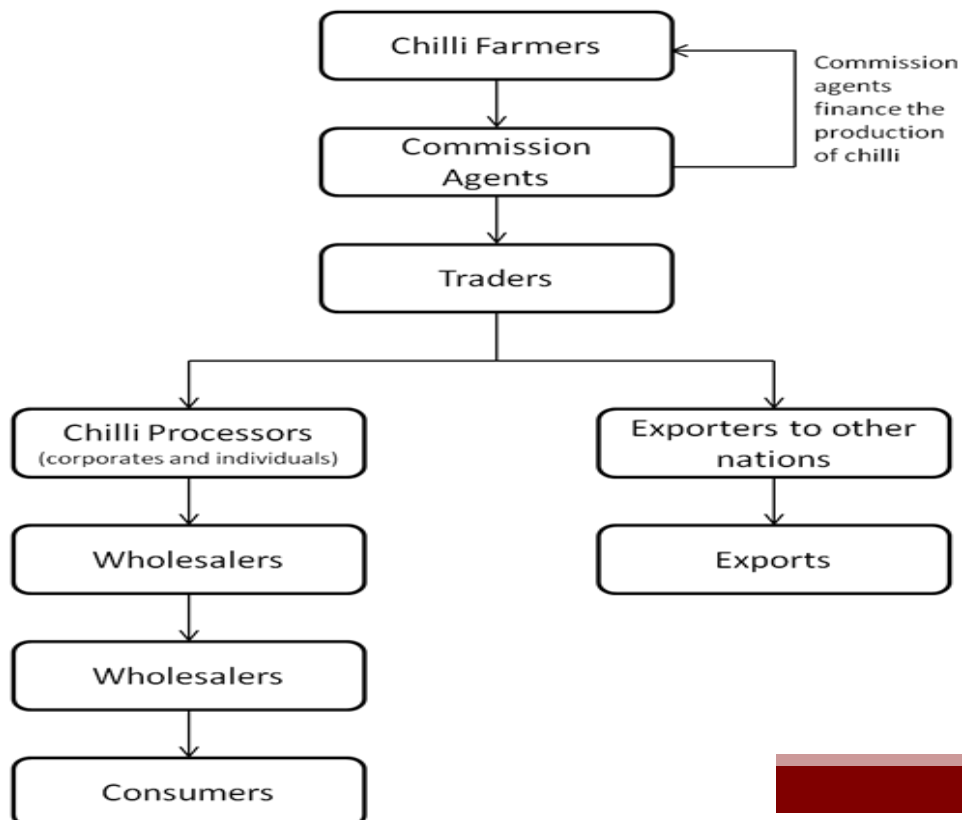 Chilli Farmers
Commission
agents
finance the
production
of chilli
Commission
Agents
Traders
Chilli Processors
(corporates and individuals)
Exporters to other
nations
Wholesalers
Exports
Wholesalers
Consumers